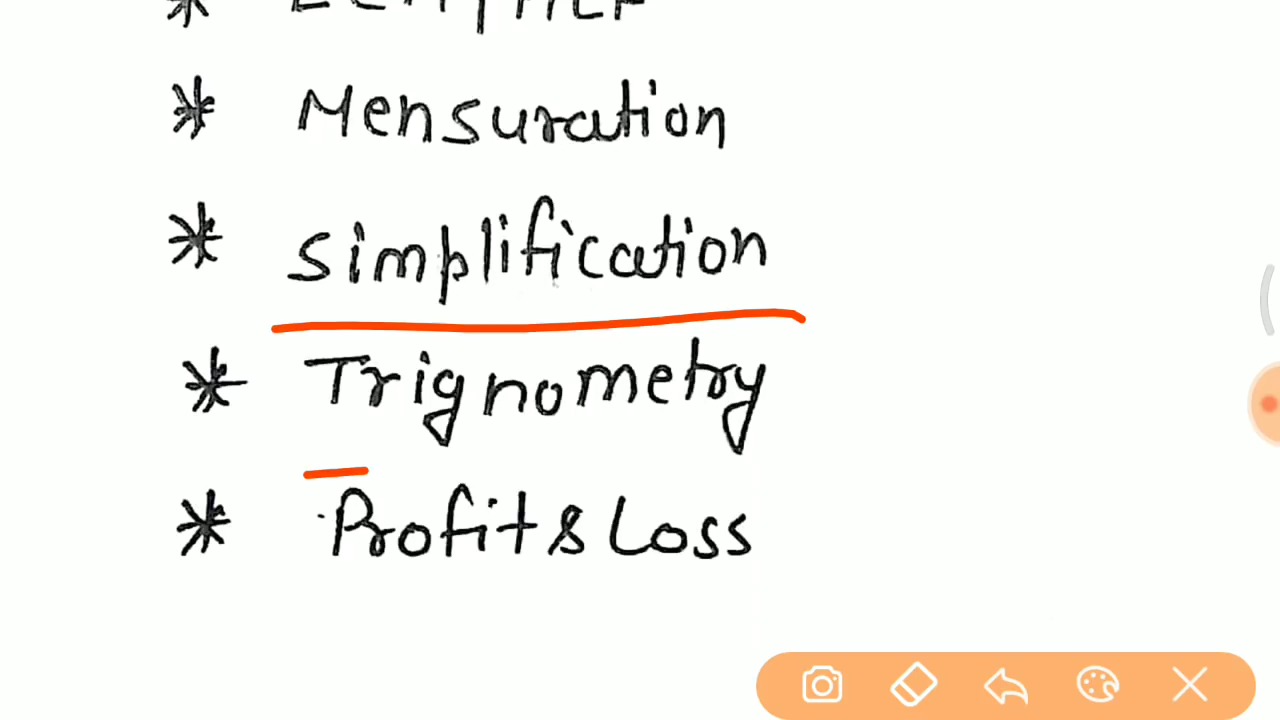 * Mensuration
* Simplification
* Trignometry
* Profit & Loss